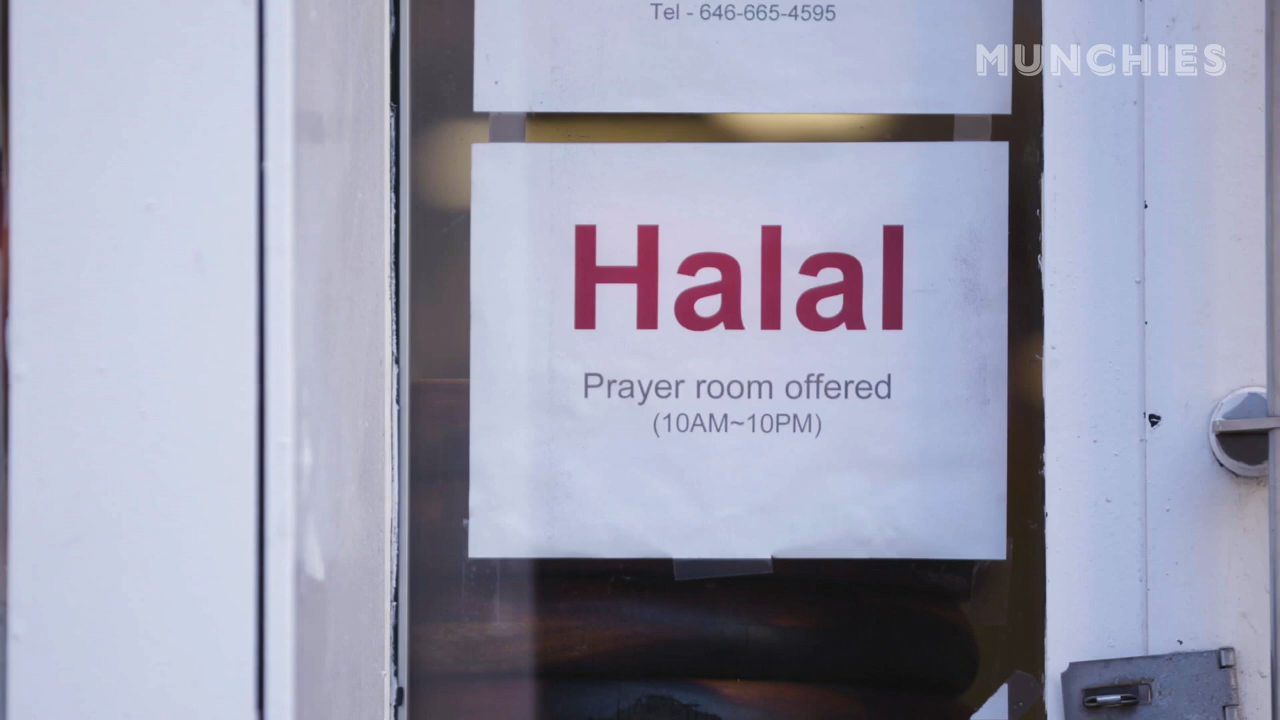 Tel - 646-665-4595
MUNCHIES
Halal
Prayer room offered
(10AM~10PM)